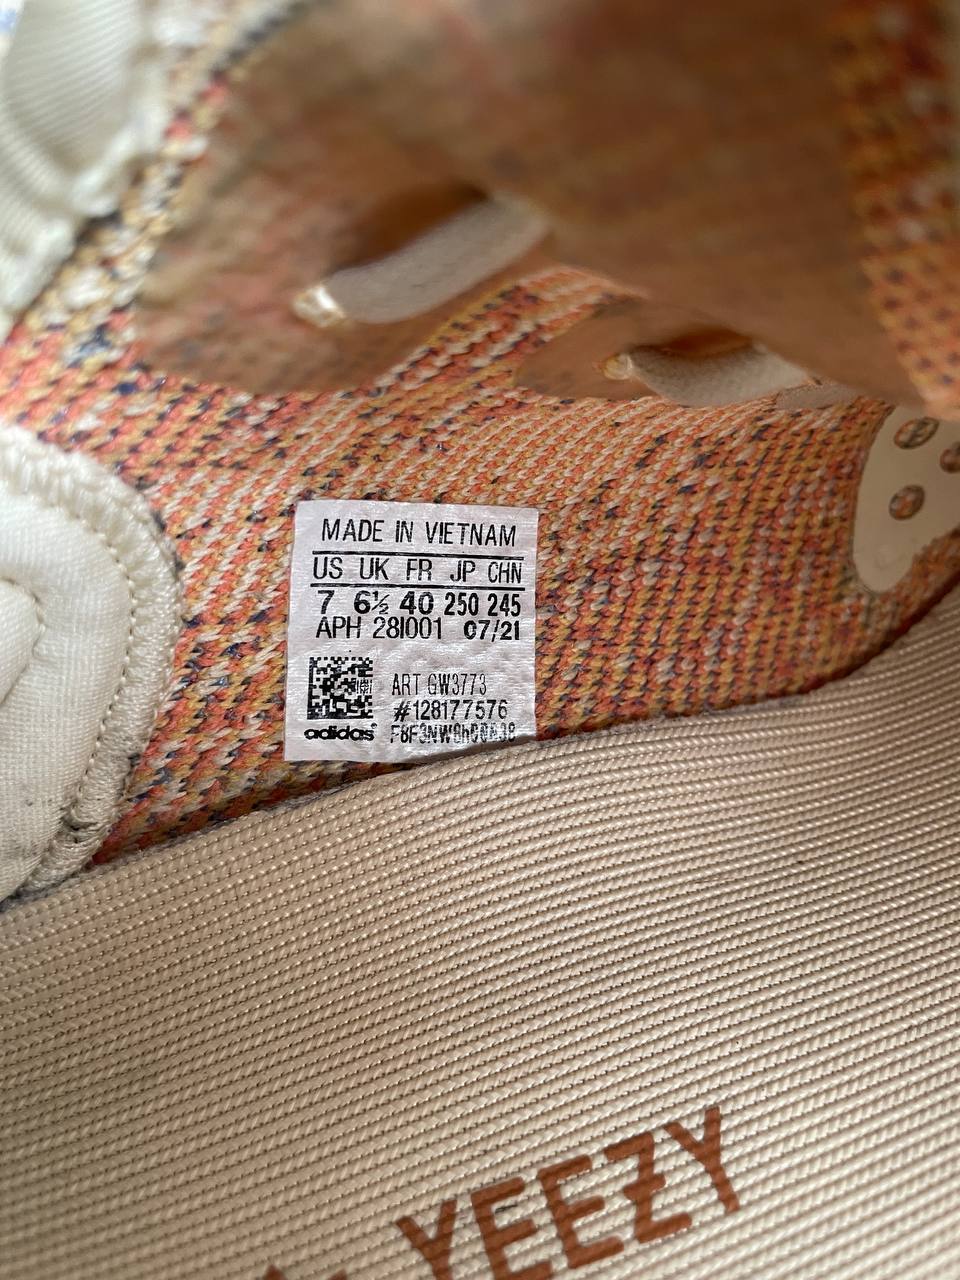 MADE IN VIETNAM
US UK FR JP CHN
7 6½ 40 250 245
APH 28I001 07/21
ART GW3773
#128177576
adidas
YEEZY